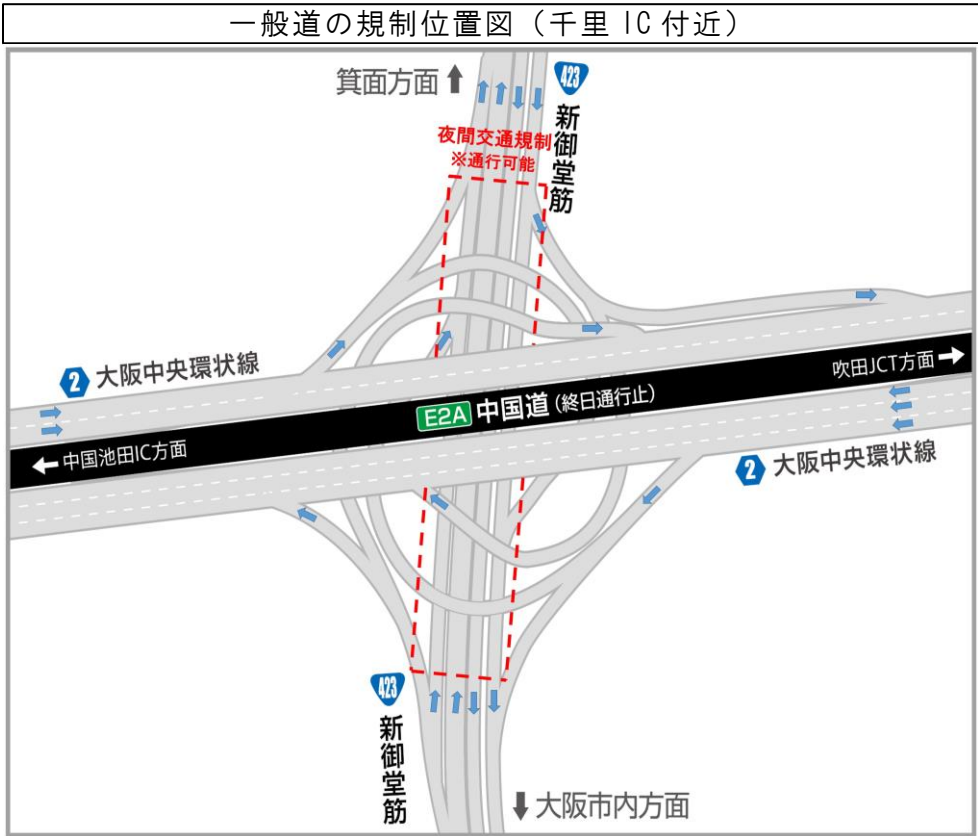 一般道の規制位置図（千里IC付近）
箕面方面
423
新御堂筋
夜間交通規制
※通行可能
2 大阪中央環状線
吹田JCT方面
E2A 中国道（終日通行止）
中国池田IC方面
2 大阪中央環状線
423
新御堂筋
大阪市内方面